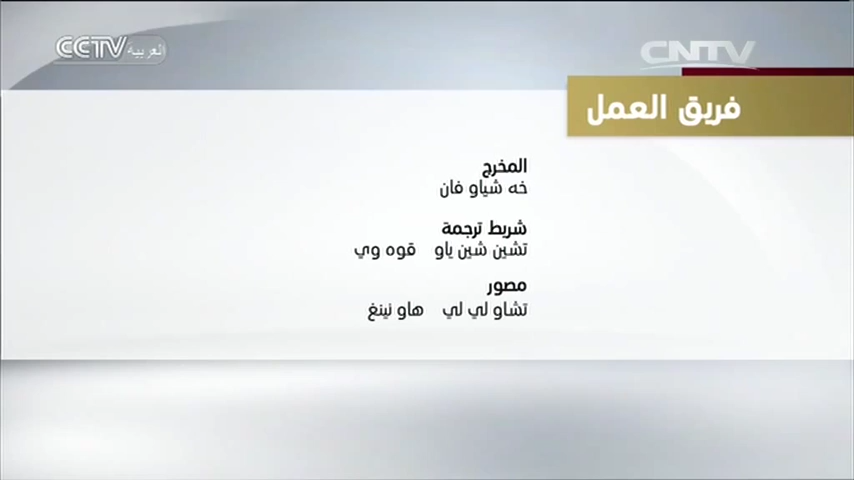 CCTV العربية
CNTV
فريق العمل
المخرج
خه شياو فان
شريط ترجمة
تشين شين ياو قوه وي
مصور
تشاو لي لي هاو نينغ